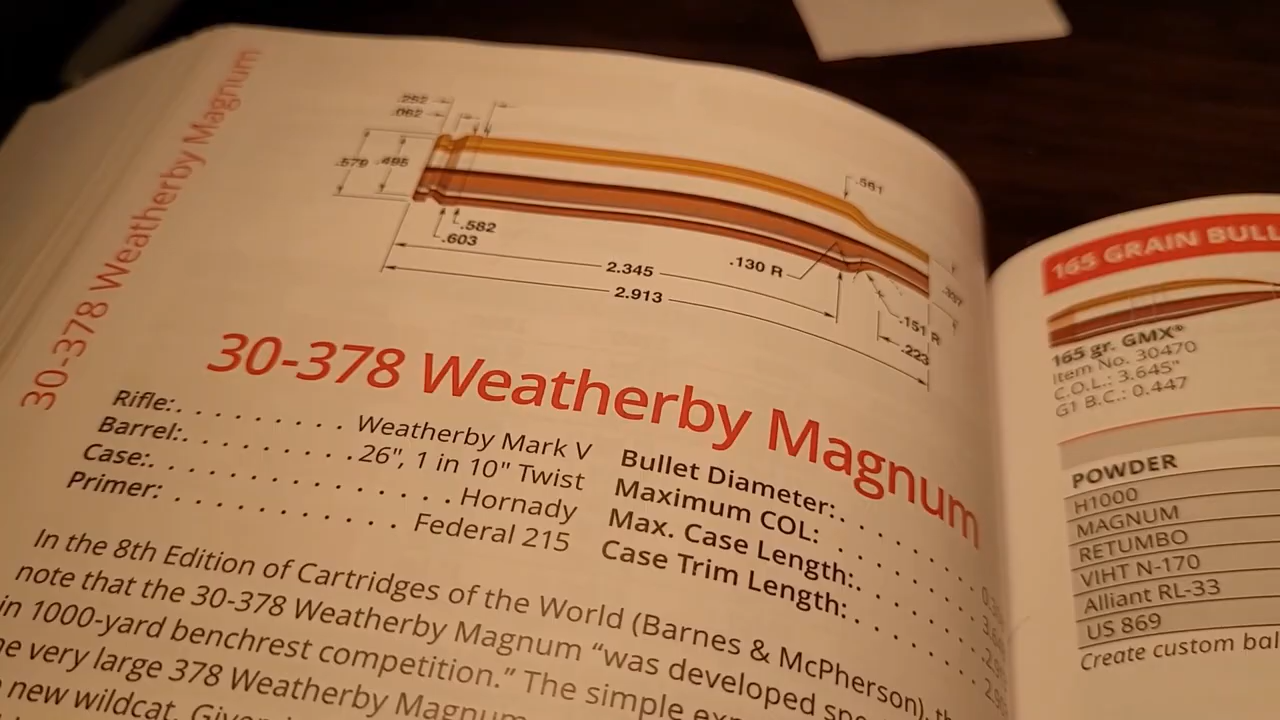 30-378 Weatherby Magnum
.252
.062
.579 .495
.561
.582
.603
.130 R
2.345
2.913
.337
.151 R
.223
30-378 Weatherby Magnum
Rifle:. . . . . . . . . Weatherby Mark V
Barrel:. . . . . . . . . .26", 1 in 10" Twist
Case:. . . . . . . . . . . . . . . . . Hornady
Primer: . . . . . . . . . . . Federal 215
Bullet Diameter:. . . . . . . .
Maximum COL: . . . . . . . . .
Max. Case Length:. . . . . . . .
Case Trim Length:. . . . . . . .
In the 8th Edition of Cartridges of the World (Barnes & McPherson),
note that the 30-378 Weatherby Magnum “was developed
in 1000-yard benchrest competition.” The simple
very large 378 Weatherby Magnum
new wildcat.
165 GRAIN
165 gr. GMX®
Item No. 30470
C.O.L.: 3.645"
G1 B.C.: 0.447
POWDER
H1000
MAGNUM
RETUMBO
VIHT N-170
Alliant RL-33
US 869
Create custom